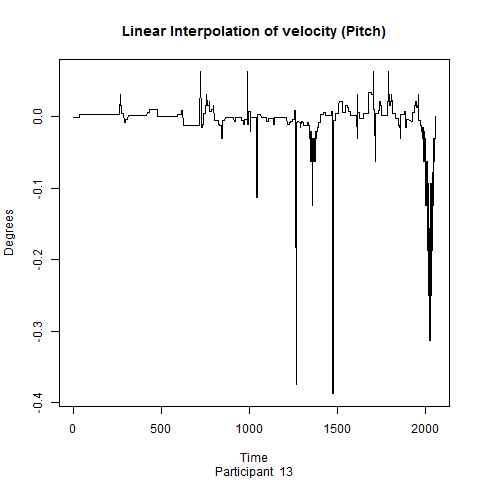 Linear Interpolation of velocity (Pitch)
Degrees
0.0
-0.1
-0.2
-0.3
-0.4
0 500 1000 1500 2000
Time
Participant 13